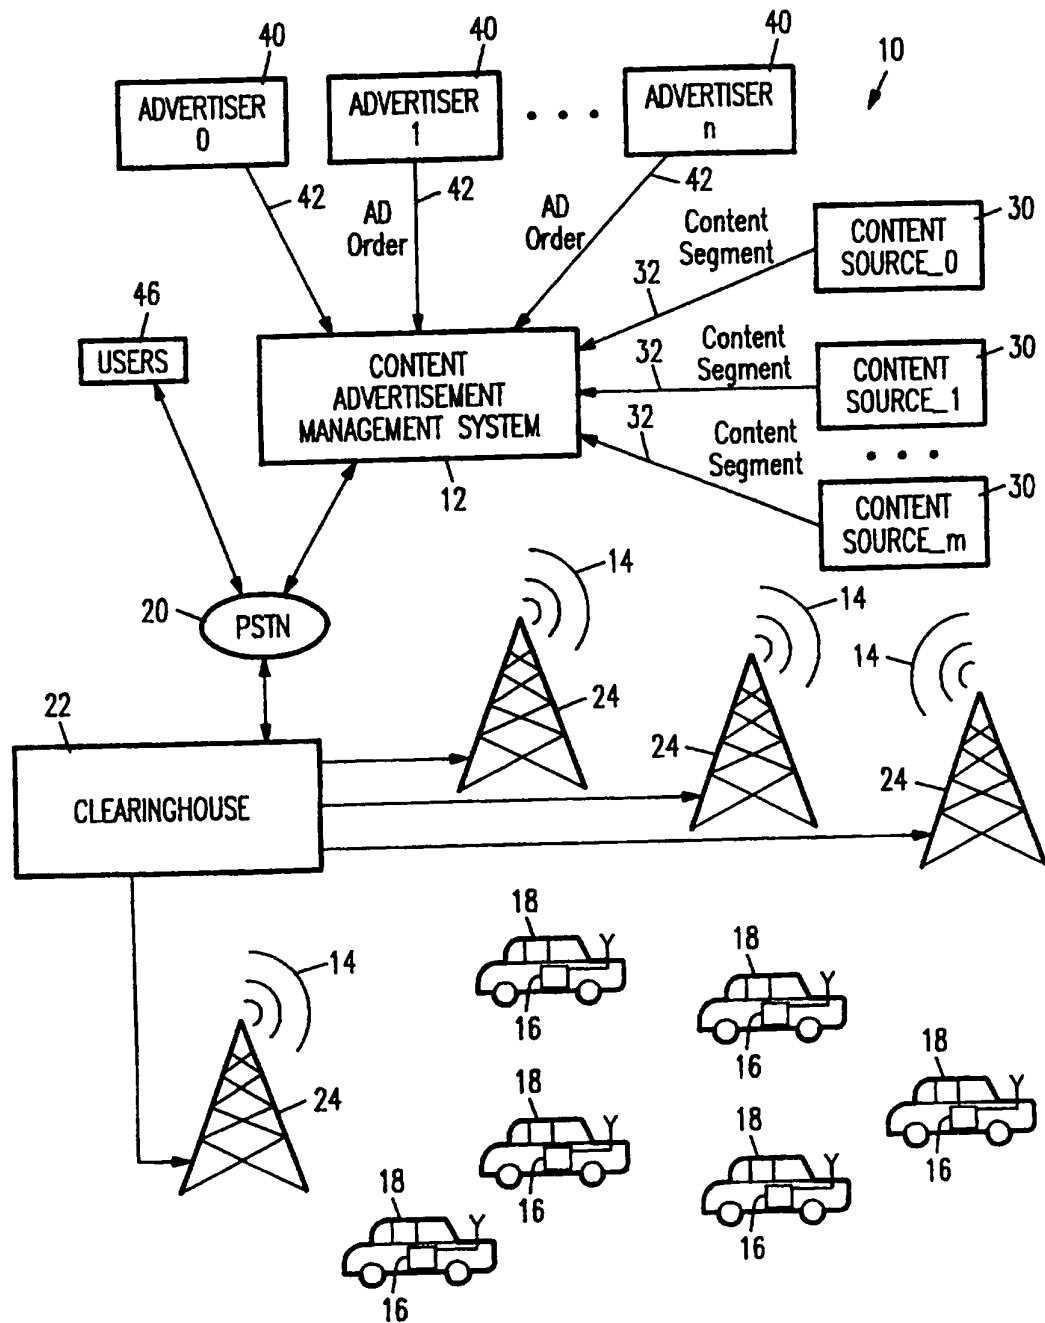 40
40
40
10
ADVERTISER
0
ADVERTISER
1
ADVERTISER
n
42
42
42
AD
Order
AD
Order
Content
Segment
30
CONTENT
SOURCE_0
32
46
USERS
CONTENT
ADVERTISEMENT
MANAGEMENT SYSTEM
12
32
Content
Segment
30
CONTENT
SOURCE_1
32
Content
Segment
30
CONTENT
SOURCE_m
20
PSTN
14
14
14
24
24
24
22
CLEARINGHOUSE
14
24
18
16
18
16
18
16
18
16
18
16
18
16